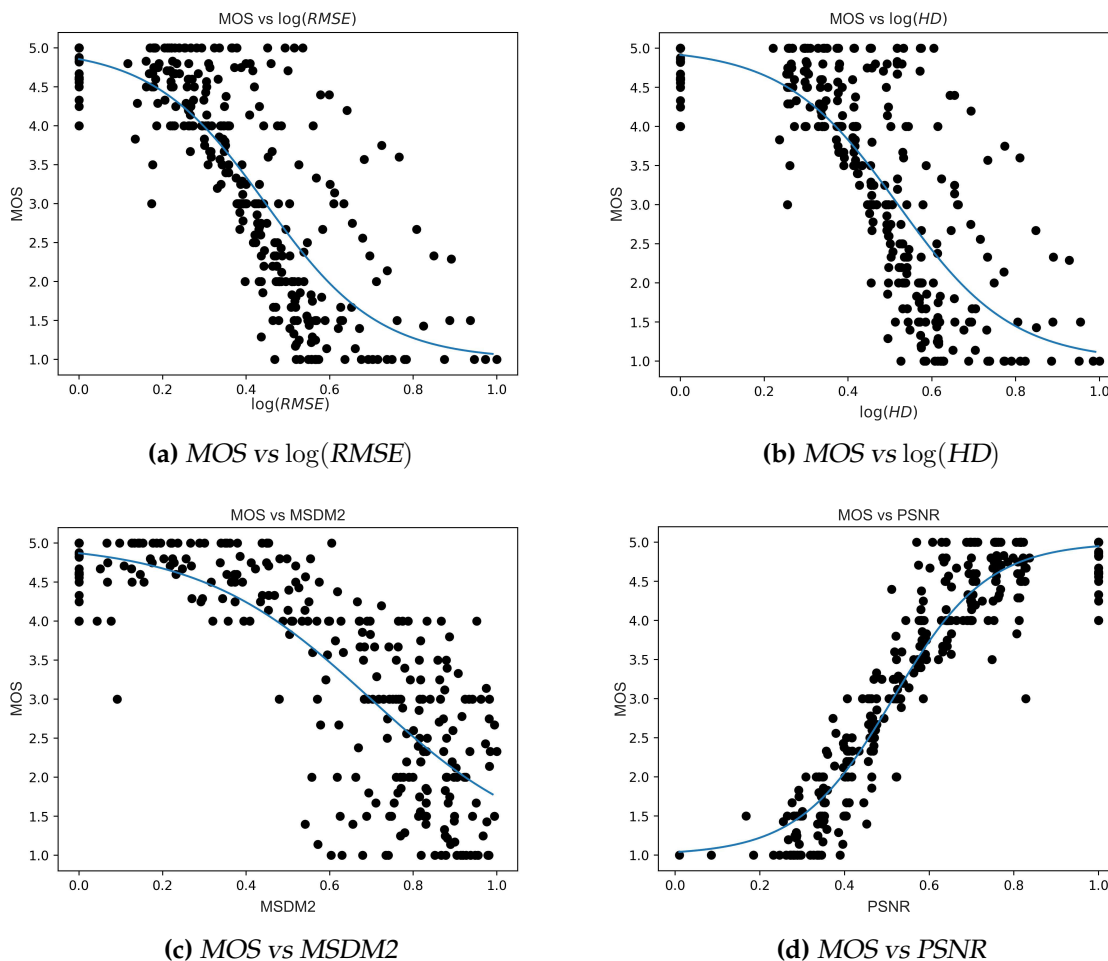 MOS vs log(RMSE)
5.0
4.5
4.0
3.5
3.0
2.5
2.0
1.5
1.0
MOS
0.0 0.2 0.4 0.6 0.8 1.0
log(RMSE)
(a) MOS vs log(RMSE)
MOS vs log(HD)
5.0
4.5
4.0
3.5
3.0
2.5
2.0
1.5
1.0
MOS
0.0 0.2 0.4 0.6 0.8 1.0
log(HD)
(b) MOS vs log(HD)
MOS vs MSDM2
5.0
4.5
4.0
3.5
3.0
2.5
2.0
1.5
1.0
MOS
0.0 0.2 0.4 0.6 0.8 1.0
MSDM2
(c) MOS vs MSDM2
MOS vs PSNR
5.0
4.5
4.0
3.5
3.0
2.5
2.0
1.5
1.0
MOS
0.0 0.2 0.4 0.6 0.8 1.0
PSNR
(d) MOS vs PSNR